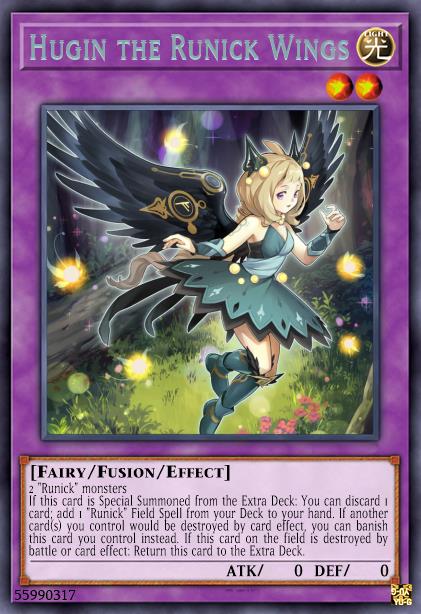 HUGIN THE RUNICK WINGS
LIGHT
光
[FAIRY/FUSION/EFFECT]
2 "Runick" monsters
If this card is Special Summoned from the Extra Deck: You can discard 1
card; add 1 "Runick" Field Spell from your Deck to your hand. If another
card(s) you control would be destroyed by card effect, you can banish
this card you control instead. If this card on the field is destroyed by
battle or card effect: Return this card to the Extra Deck.
ATK/ 0 DEF/ 0
55990317